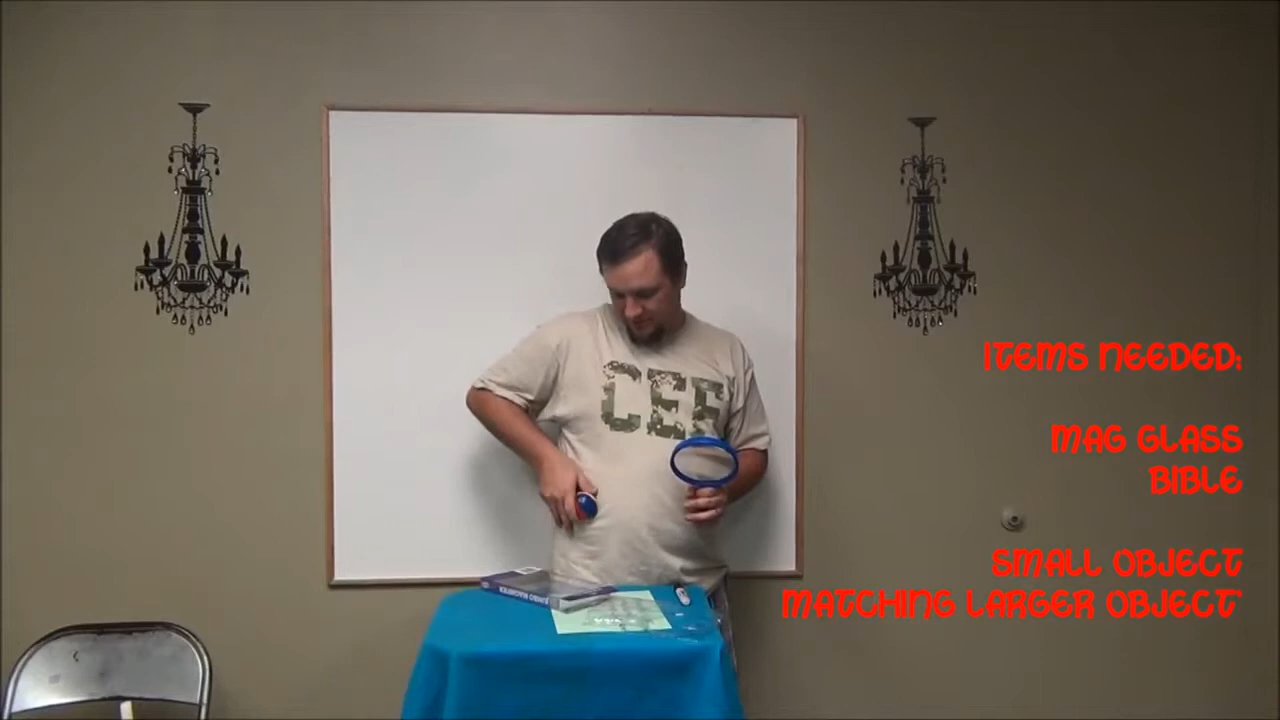 CEF
ITEMS NEEDED:
MAG GLASS
BIBLE
SMALL OBJECT
MATCHING LARGER OBJECT'